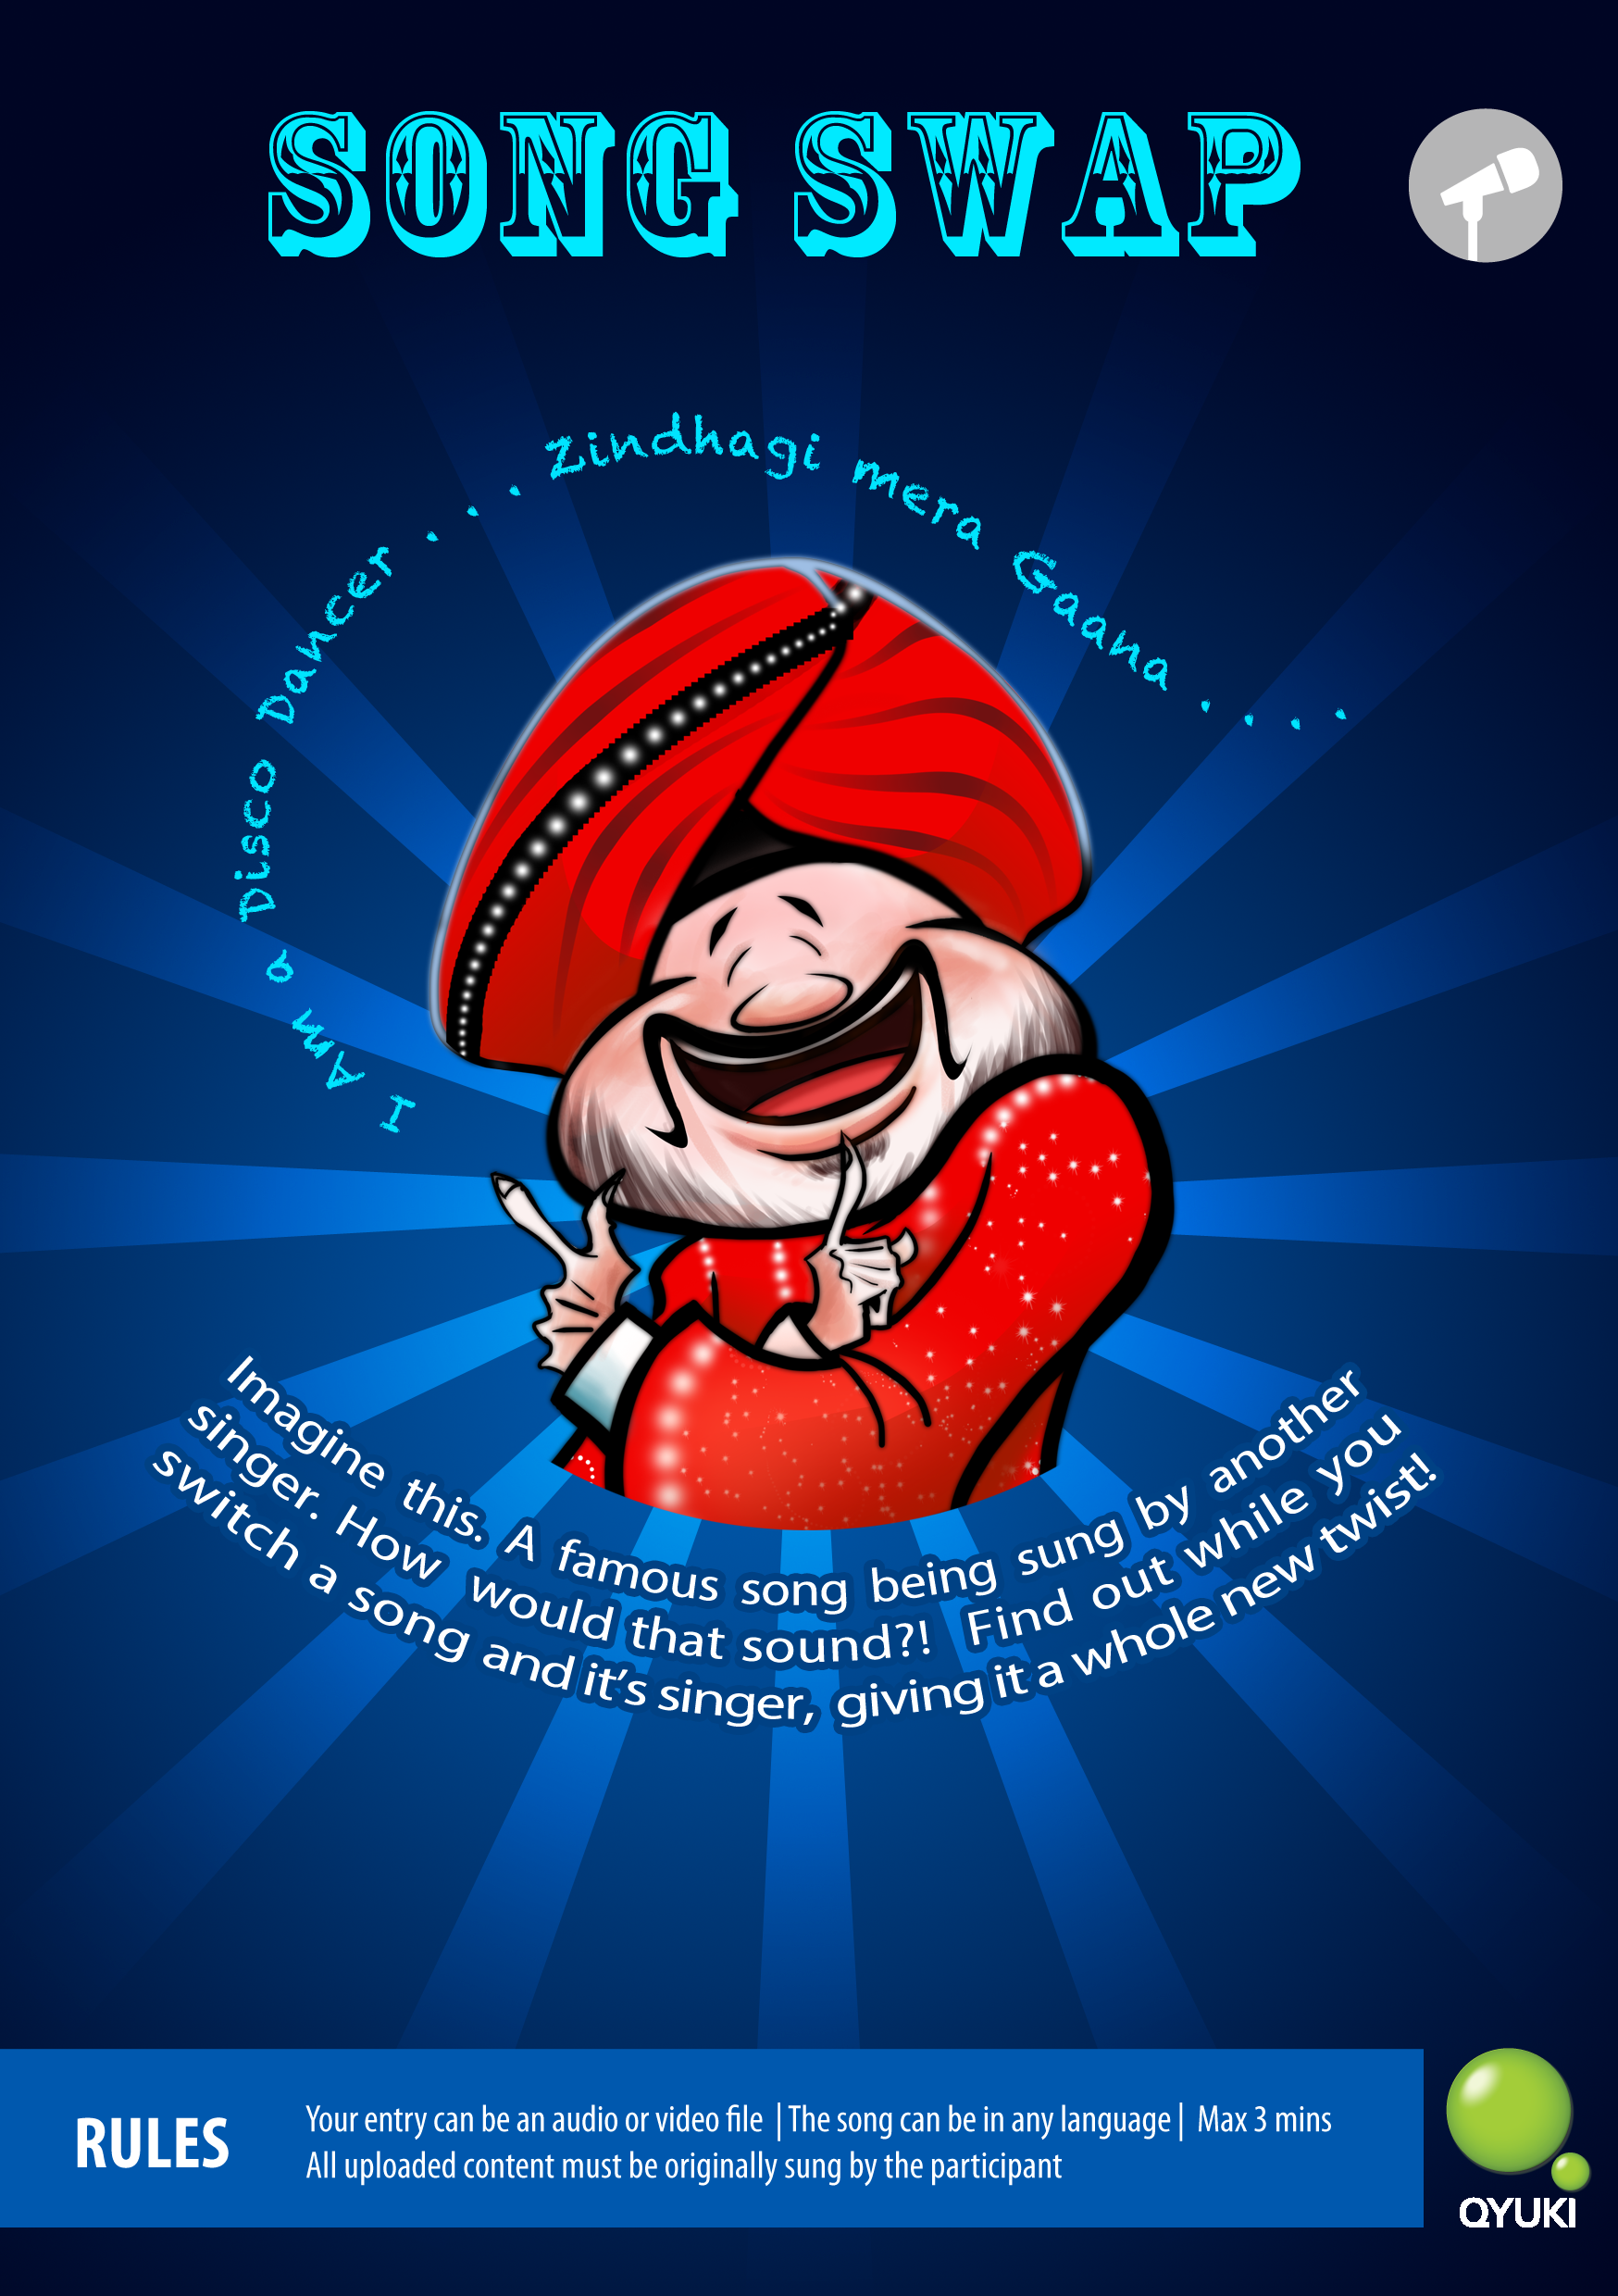 SONG SWAP
I Am a Disco Dancer . . . Zindhagi mera Gaana . . . .
Imagine this. A famous song being sung by another
singer. How would that sound?! Find out while you
switch a song and it's singer, giving it a whole new twist!
RULES
Your entry can be an audio or video file | The song can be in any language | Max 3 mins
All uploaded content must be originally sung by the participant
QYUKI